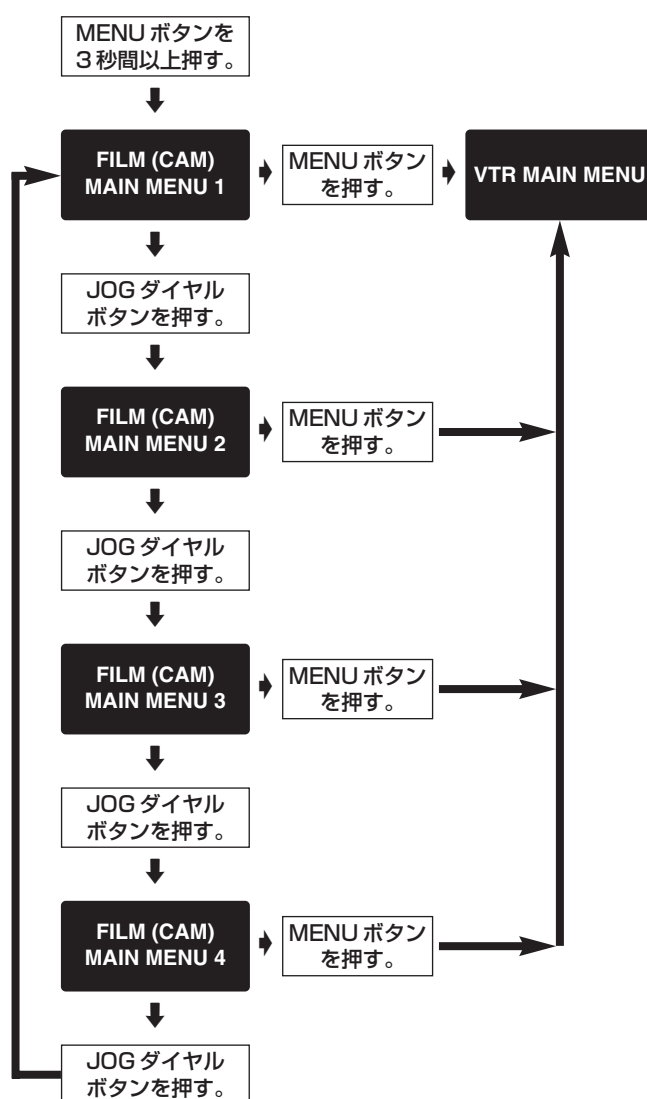 MENU ボタンを
3 秒間以上押す。
FILM (CAM)
MAIN MENU 1
MENU ボタン
を押す。
VTR MAIN MENU
JOG ダイヤル
ボタンを押す。
FILM (CAM)
MAIN MENU 2
MENU ボタン
を押す。
JOG ダイヤル
ボタンを押す。
FILM (CAM)
MAIN MENU 3
MENU ボタン
を押す。
JOG ダイヤル
ボタンを押す。
FILM (CAM)
MAIN MENU 4
MENU ボタン
を押す。
JOG ダイヤル
ボタンを押す。